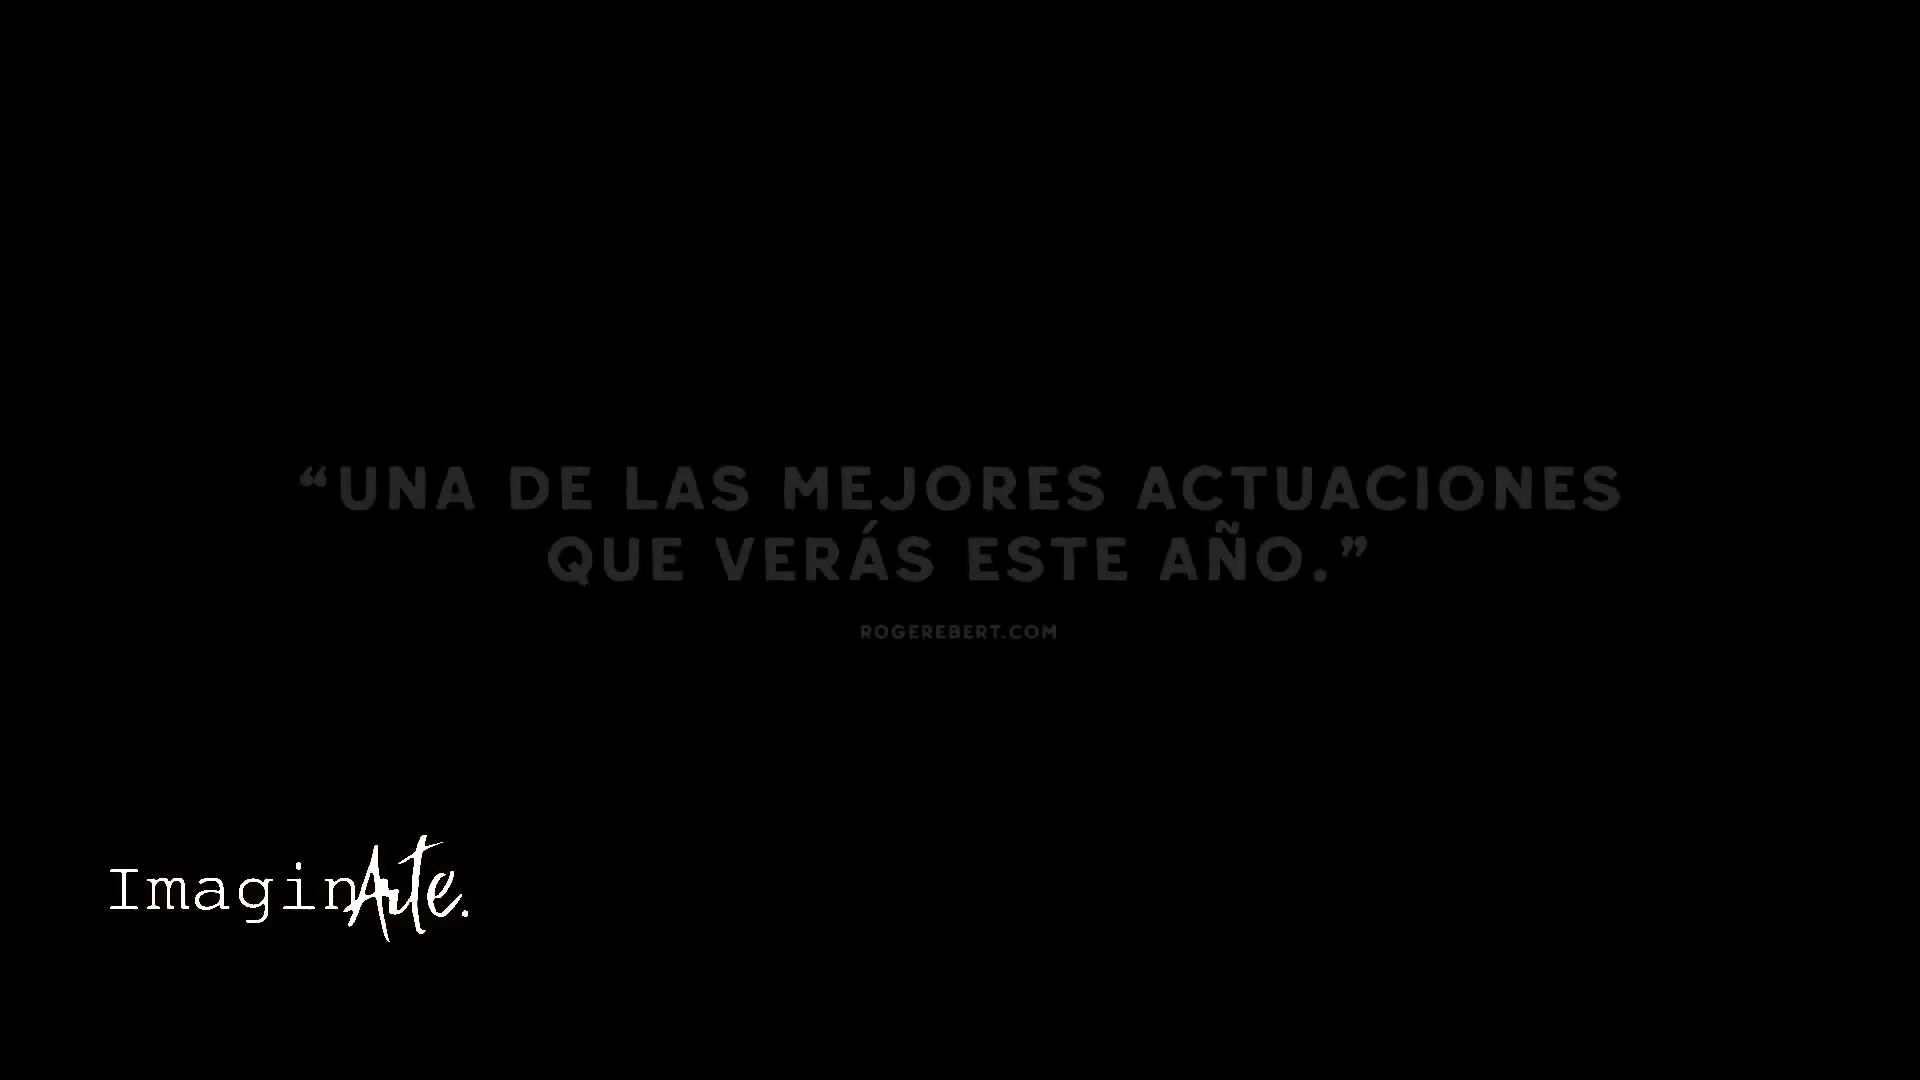 “UNA DE LAS MEJORES ACTUACIONES
QUE VERÁS ESTE AÑO.”
ROGEREBERT.COM
ImaginArte.